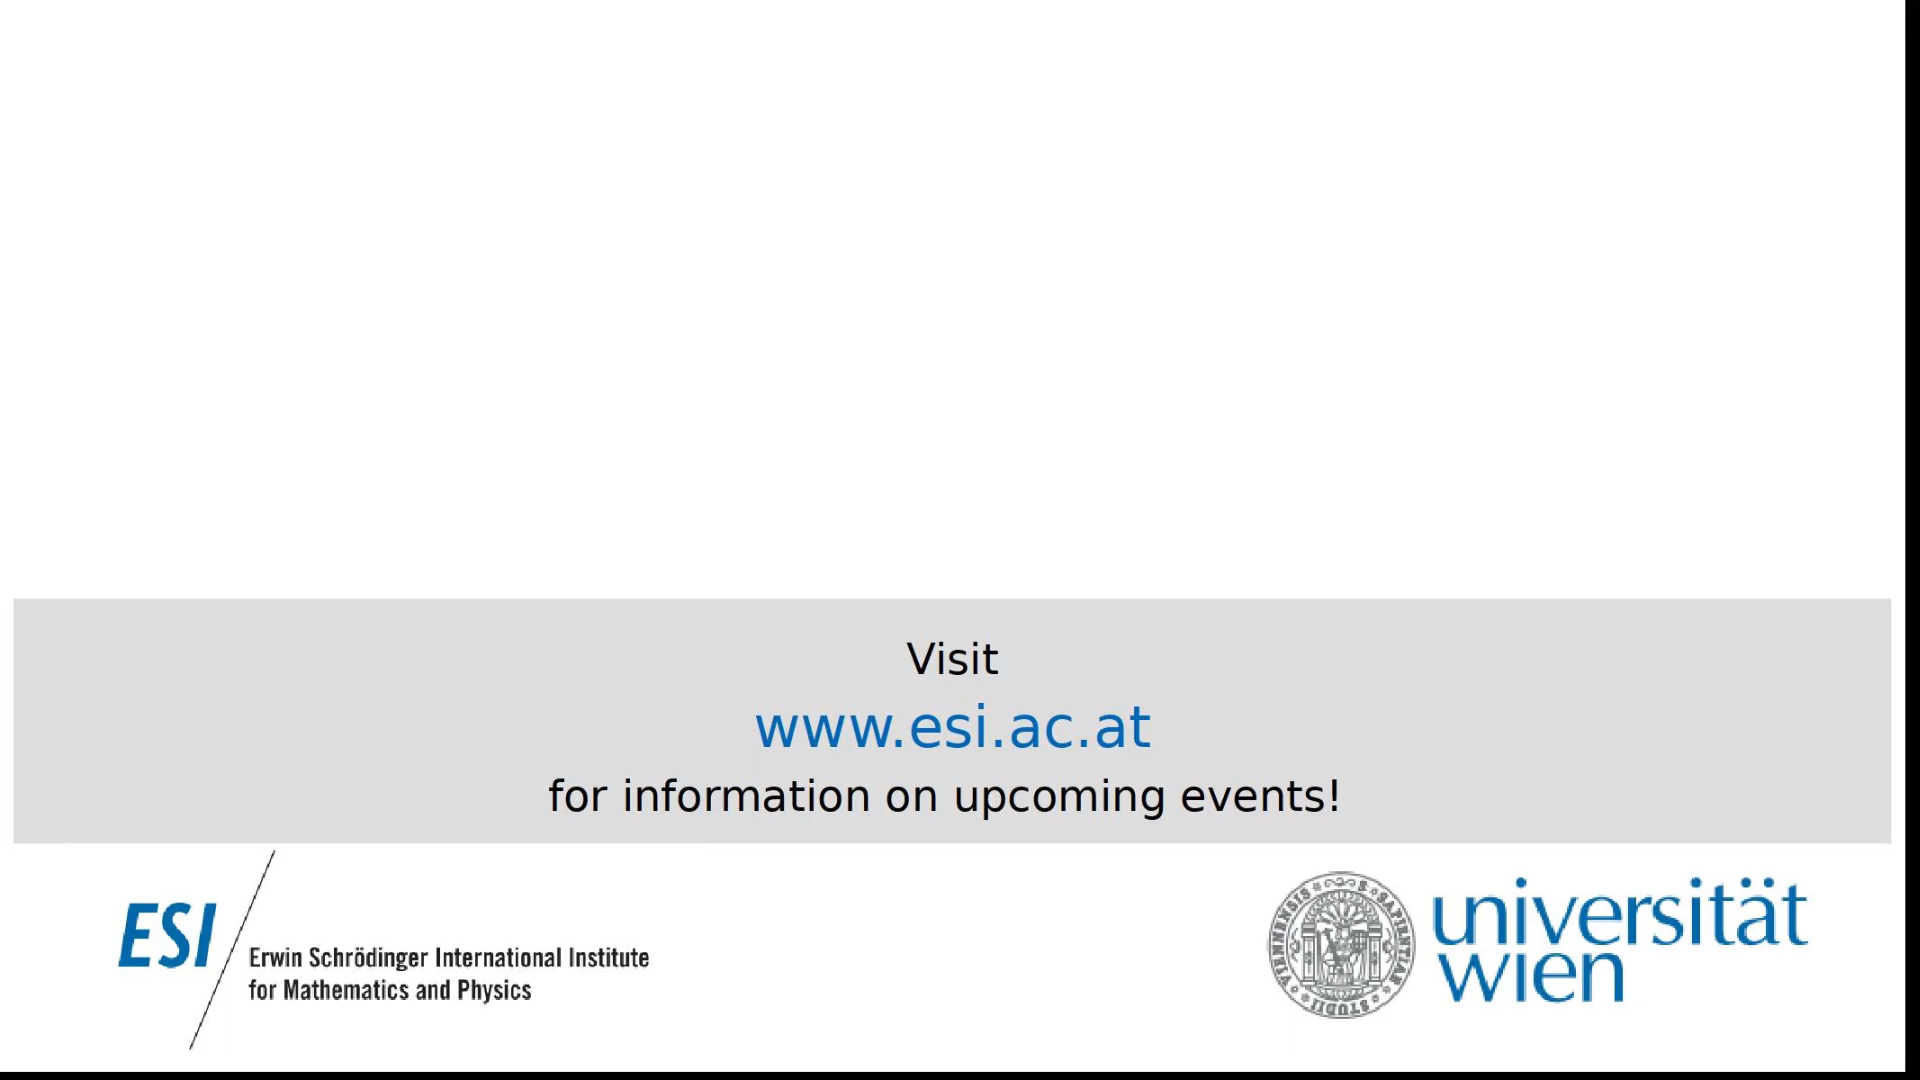 Visit
www.esi.ac.at
for information on upcoming events!
ESI
Erwin Schrödinger International Institute
for Mathematics and Physics
universität
wien